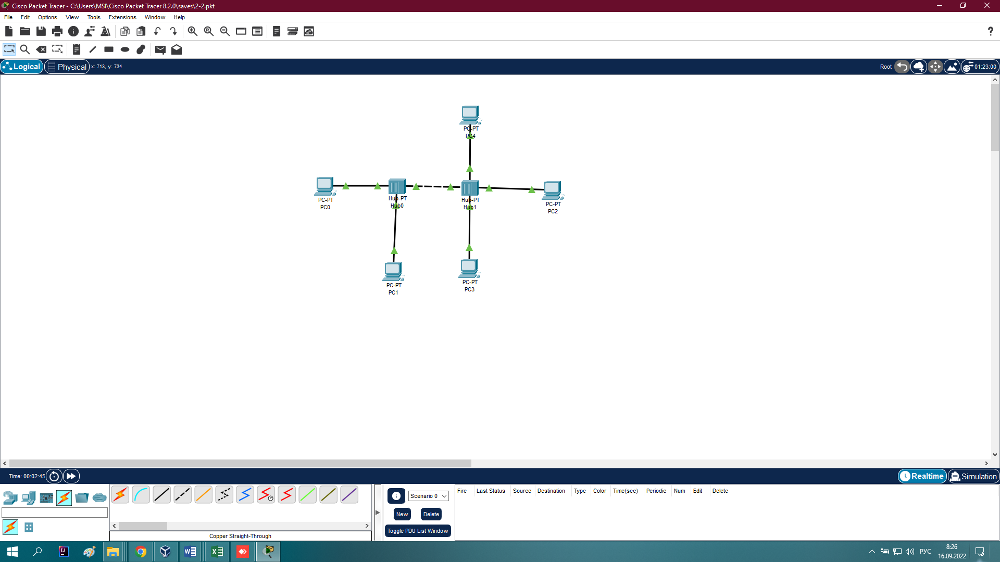 Cisco Packet Tracer - C:\Users\MSI\Cisco Packet Tracer 8.2.0\saves\2-2.pkt
File Edit Options View Tools Extensions Window Help
?
Logical Physical x: 713, y: 734 Root 01:23:00
PC-PT
PC4
PC-PT
PC0
Hub-PT
Hub0
Hub-PT
Hub1
PC-PT
PC2
PC-PT
PC1
PC-PT
PC3
Time: 00:02:45 Realtime Simulation
Scenario 0
New Delete
Toggle PDU List Window
Fire Last Status Source Destination Type Color Time(sec) Periodic Num Edit Delete
Copper Straight-Through
РУС
8:26
16.09.2022